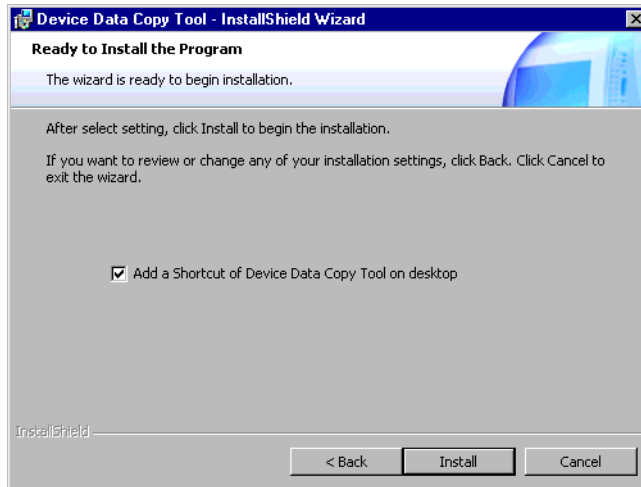 Device Data Copy Tool - InstallShield Wizard
Ready to Install the Program
The wizard is ready to begin installation.
After select setting, click Install to begin the installation.
If you want to review or change any of your installation settings, click Back. Click Cancel to
exit the wizard.
Add a Shortcut of Device Data Copy Tool on desktop
InstallShield
< Back Install Cancel